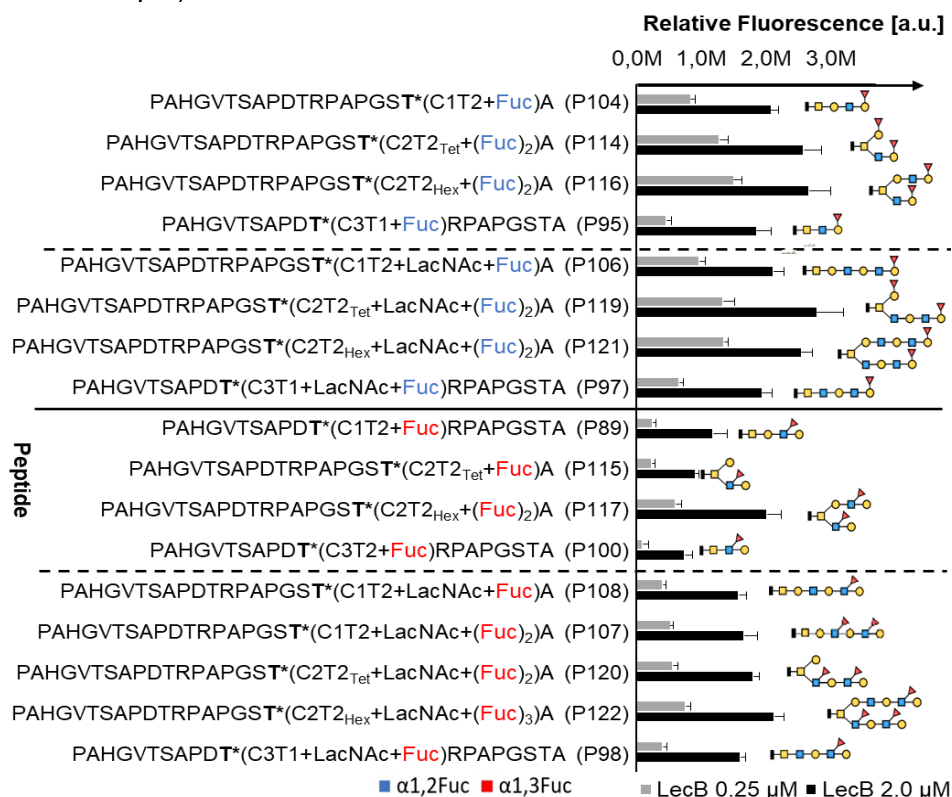 Relative Fluorescence [a.u.]
0,0M 1,0M 2,0M 3,0M
PAHGVTSAPDTRPAPGST*(C1T2+Fuc)A (P104)
PAHGVTSAPDTRPAPGST*(C2T2Tet+(Fuc)2)A (P114)
PAHGVTSAPDTRPAPGST*(C2T2Hex+(Fuc)2)A (P116)
PAHGVTSAPDT*(C3T1+Fuc)RPAPGSTA (P95)
PAHGVTSAPDTRPAPGST*(C1T2+LacNAc+Fuc)A (P106)
PAHGVTSAPDTRPAPGST*(C2T2Tet+LacNAc+(Fuc)2)A (P119)
PAHGVTSAPDTRPAPGST*(C2T2Hex+LacNAc+(Fuc)2)A (P121)
PAHGVTSAPDT*(C3T1+LacNAc+Fuc)RPAPGSTA (P97)
PAHGVTSAPDT*(C1T2+Fuc)RPAPGSTA (P89)
PAHGVTSAPDTRPAPGST*(C2T2Tet+Fuc)A (P115)
PAHGVTSAPDTRPAPGST*(C2T2Hex+(Fuc)2)A (P117)
PAHGVTSAPDT*(C3T2+Fuc)RPAPGSTA (P100)
PAHGVTSAPDTRPAPGST*(C1T2+LacNAc+Fuc)A (P108)
PAHGVTSAPDTRPAPGST*(C1T2+LacNAc+(Fuc)2)A (P107)
PAHGVTSAPDTRPAPGST*(C2T2Tet+LacNAc+(Fuc)2)A (P120)
PAHGVTSAPDTRPAPGST*(C2T2Hex+LacNAc+(Fuc)3)A (P122)
PAHGVTSAPDT*(C3T1+LacNAc+Fuc)RPAPGSTA (P98)
Peptide
α1,2Fuc α1,3Fuc
LecB 0.25 µM LecB 2.0 µM